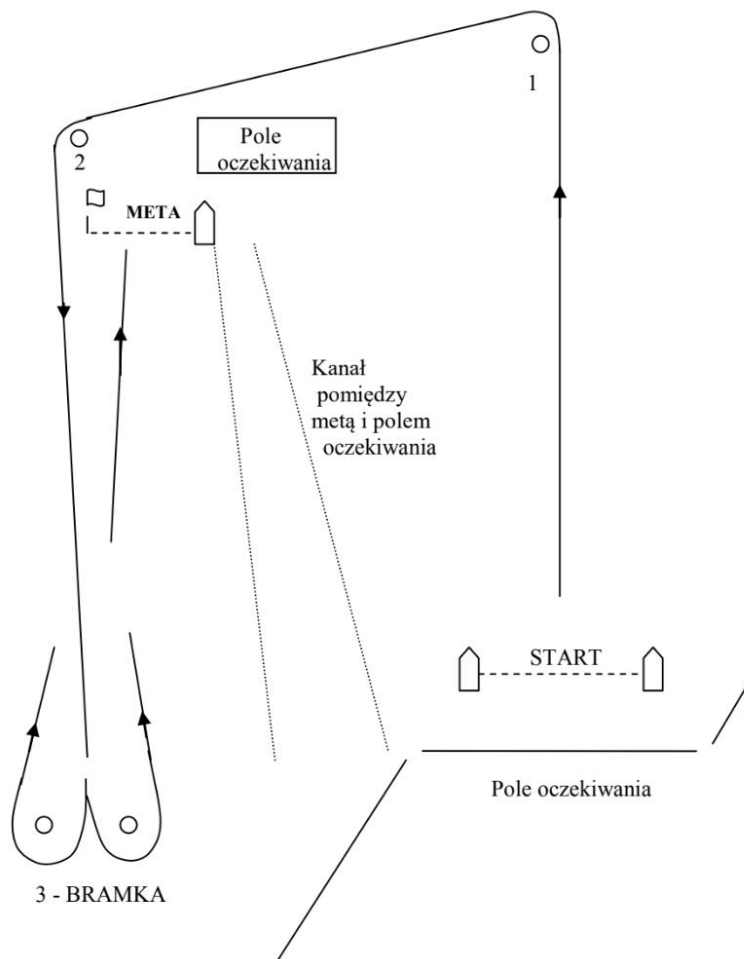 1
2
Pole
oczekiwania
META
Kanał
pomiędzy
metą i polem
oczekiwania
START
Pole oczekiwania
3 - BRAMKA